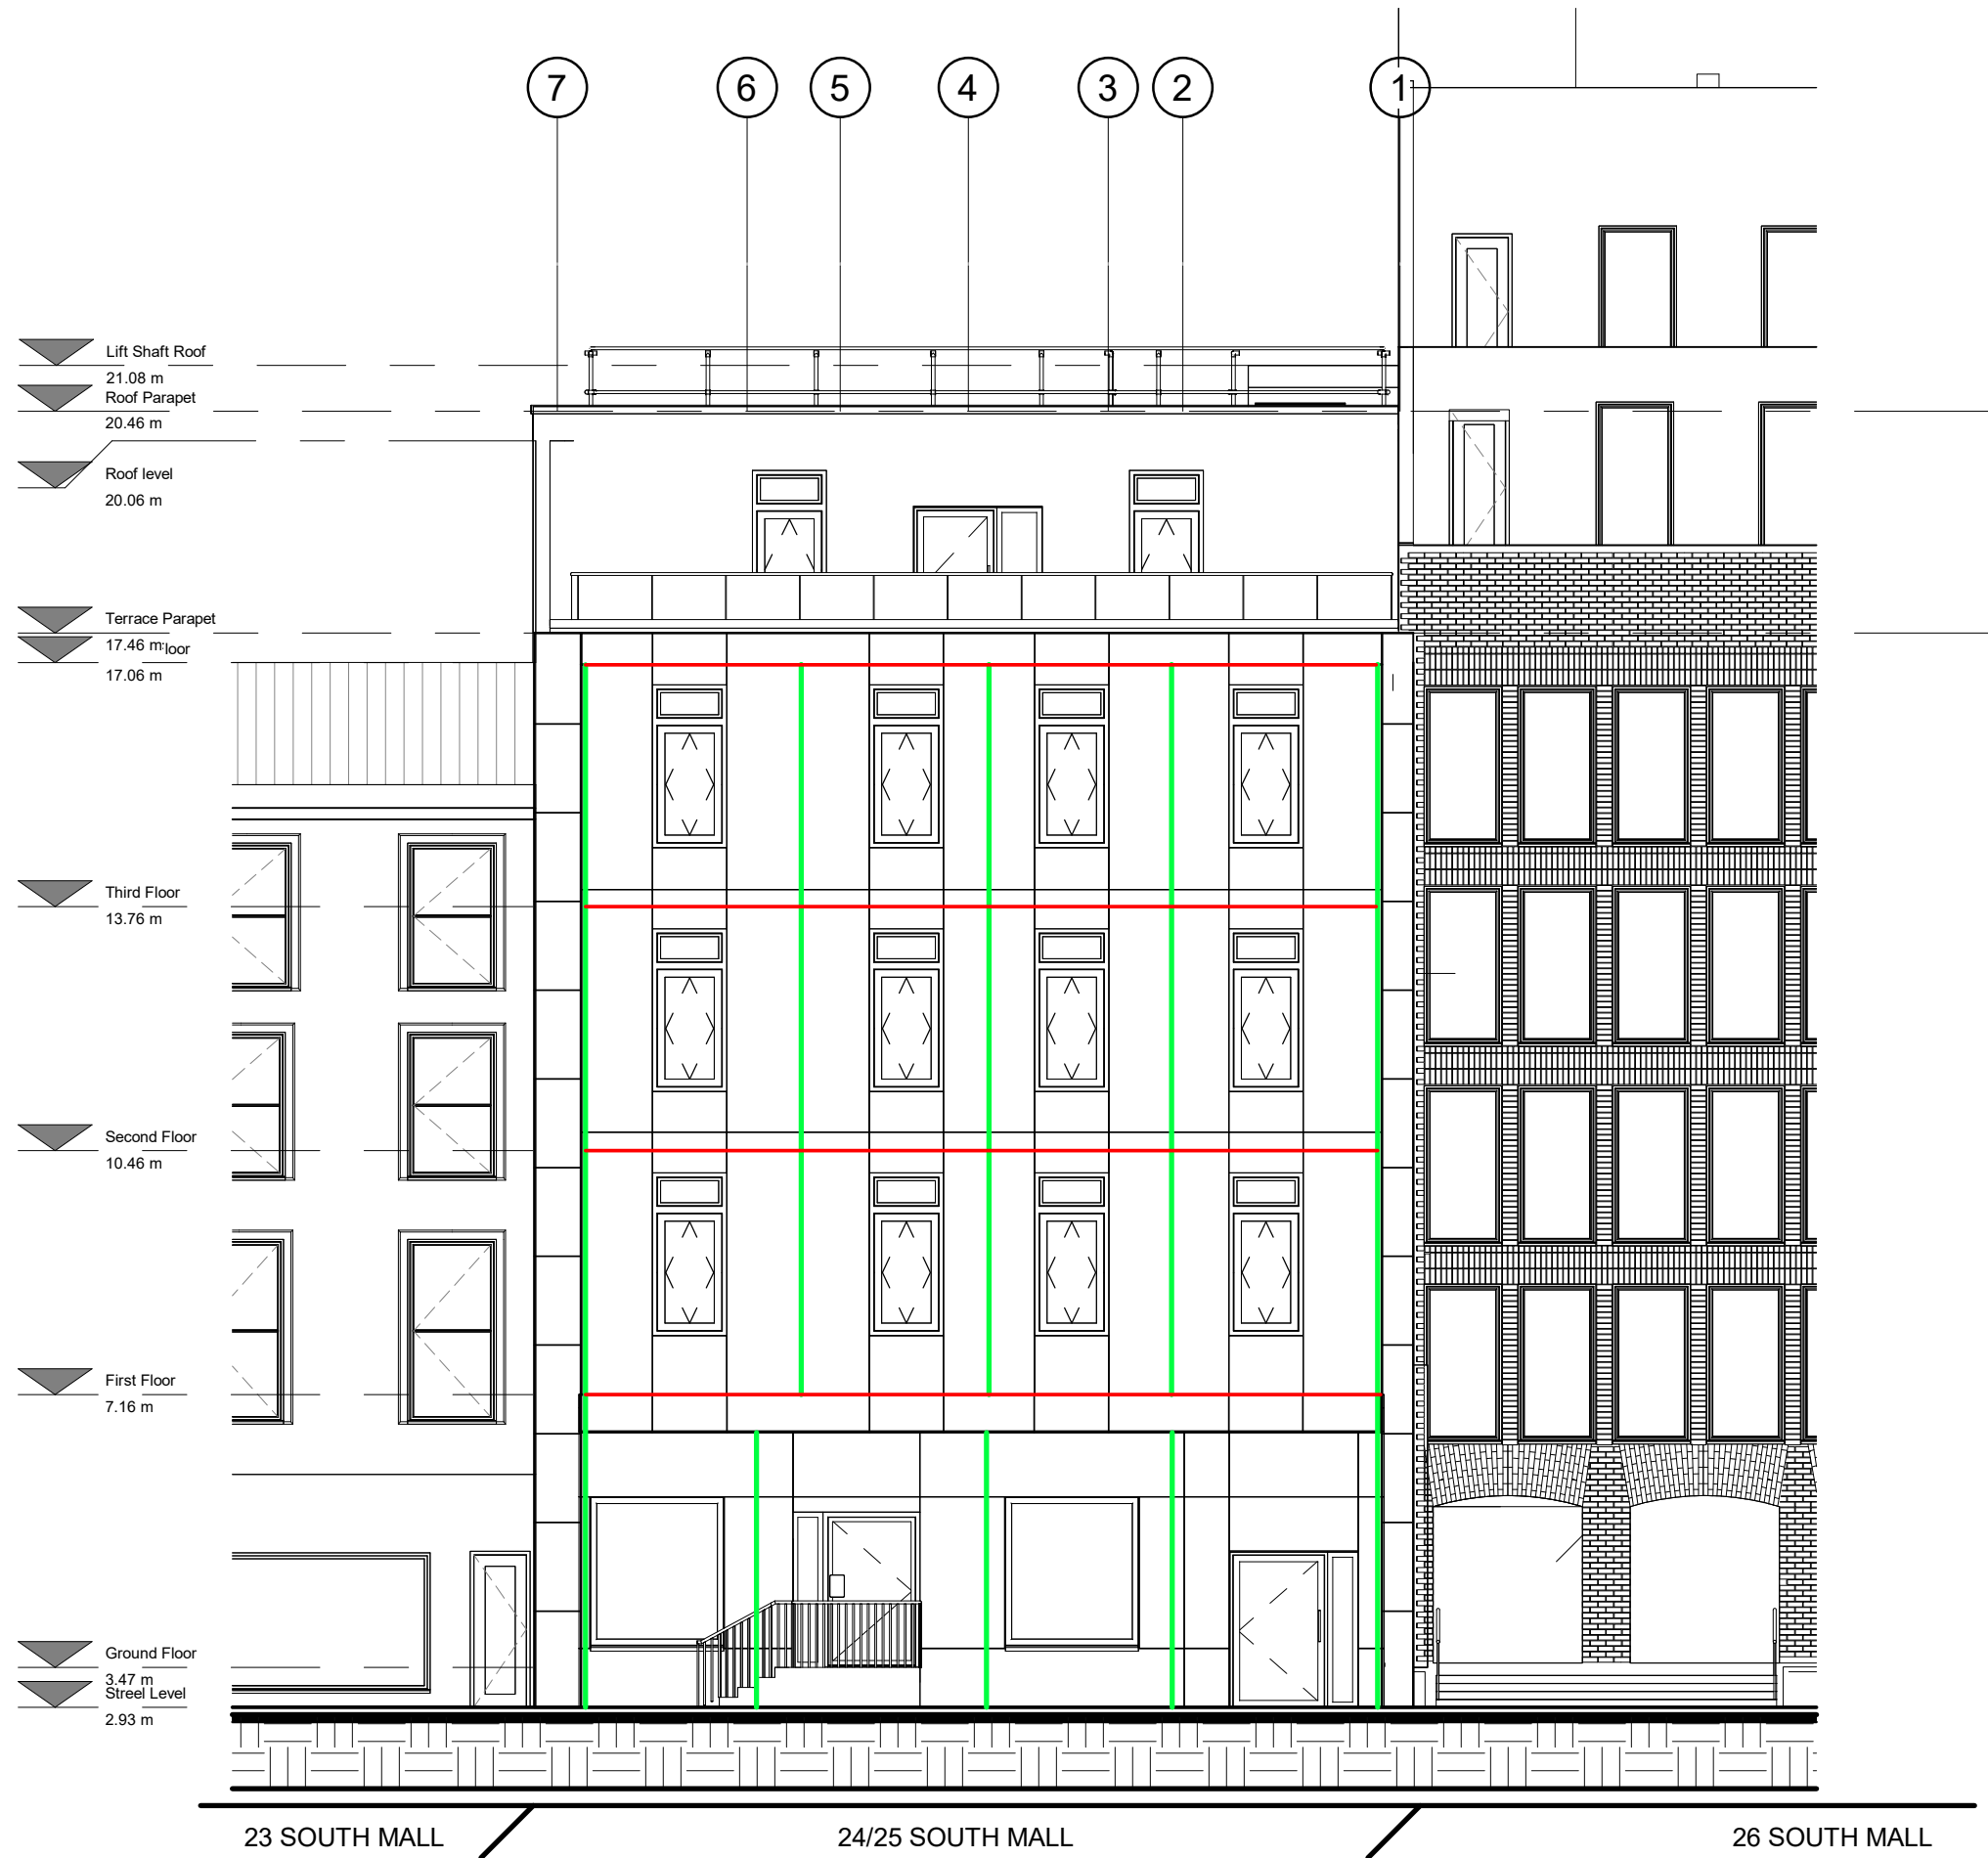 7 6 5 4 3 2 1
Lift Shaft Roof
21.08 m
Roof Parapet
20.46 m
Roof level
20.06 m
Terrace Parapet
17.46 m
loor
17.06 m
Third Floor
13.76 m
Second Floor
10.46 m
First Floor
7.16 m
Ground Floor
3.47 m
Streel Level
2.93 m
23 SOUTH MALL
24/25 SOUTH MALL
26 SOUTH MALL